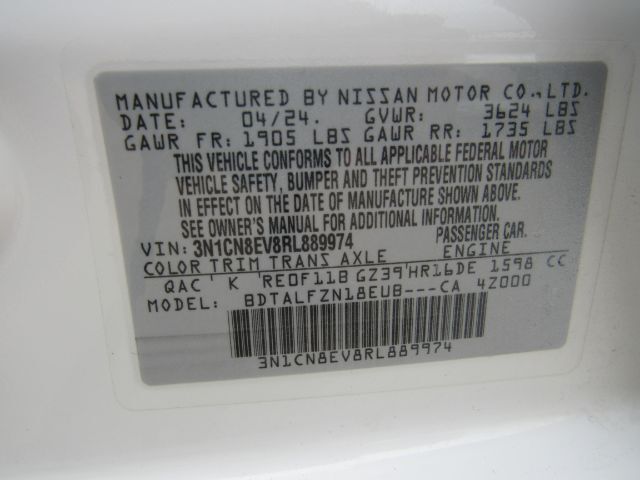 MANUFACTURED BY NISSAN MOTOR CO., LTD.
DATE: 04/24. GVWR: 3624 LBS
GAWR FR: 1905 LBS GAWR RR: 1735 LBS
THIS VEHICLE CONFORMS TO ALL APPLICABLE FEDERAL MOTOR
VEHICLE SAFETY, BUMPER AND THEFT PREVENTION STANDARDS
IN EFFECT ON THE DATE OF MANUFACTURE SHOWN ABOVE.
SEE OWNER'S MANUAL FOR ADDITIONAL INFORMATION.
VIN: 3N1CN8EV8RL889974 PASSENGER CAR.
COLOR TRIM TRANS AXLE ENGINE
QAC K RE0F11B GZ39 HR16DE 1598 CC
BDTALFZN18EUB---CA 4Z000
3N1CN8EV8RL889974